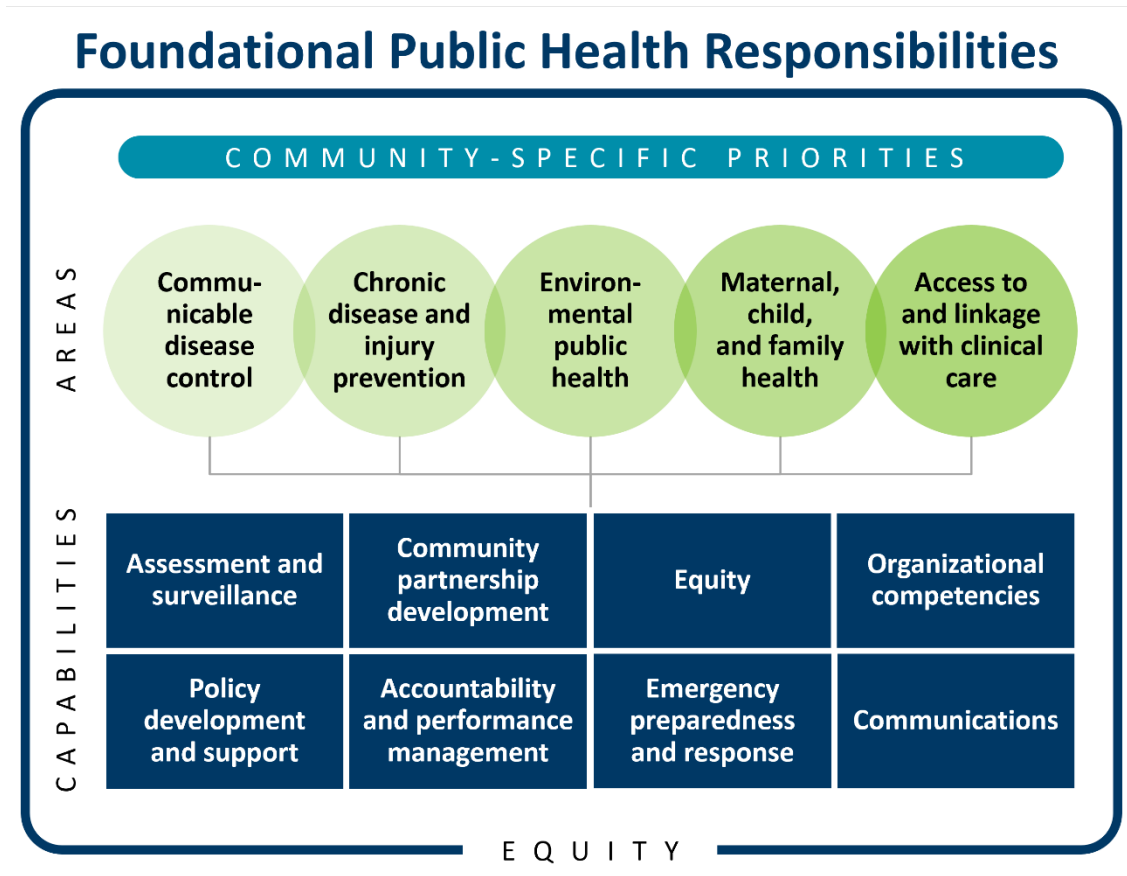 Foundational Public Health Responsibilities
COMMUNITY-SPECIFIC PRIORITIES
AREAS
Commu-
nicable
disease
control
Chronic
disease and
injury
prevention
Environ-
mental
public
health
Maternal,
child,
and family
health
Access to
and linkage
with clinical
care
CAPABILITIES
Assessment and
surveillance
Community
partnership
development
Equity
Organizational
competencies
Policy
development
and support
Accountability
and performance
management
Emergency
preparedness
and response
Communications
EQUITY